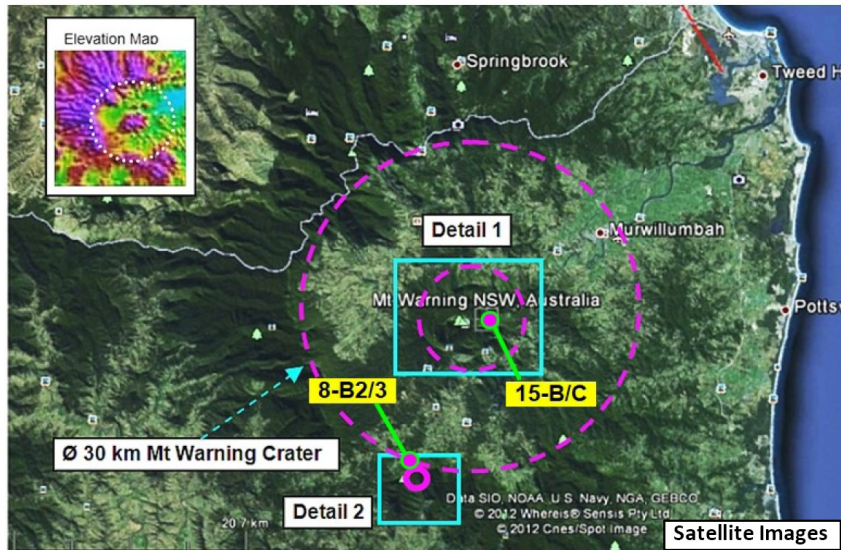 Elevation Map
Springbrook
Tweed H
Detail 1
Murwillumbah
Mt Warning NSW, Australia
Pottsv
8-B2/3
15-B/C
Ø 30 km Mt Warning Crater
Detail 2
20.7 km
Data SIO, NOAA, U.S. Navy, NGA, GEBCO
© 2012 Whereis® Sensis Pty Ltd
© 2012 Cnes/Spot Image
Satellite Images